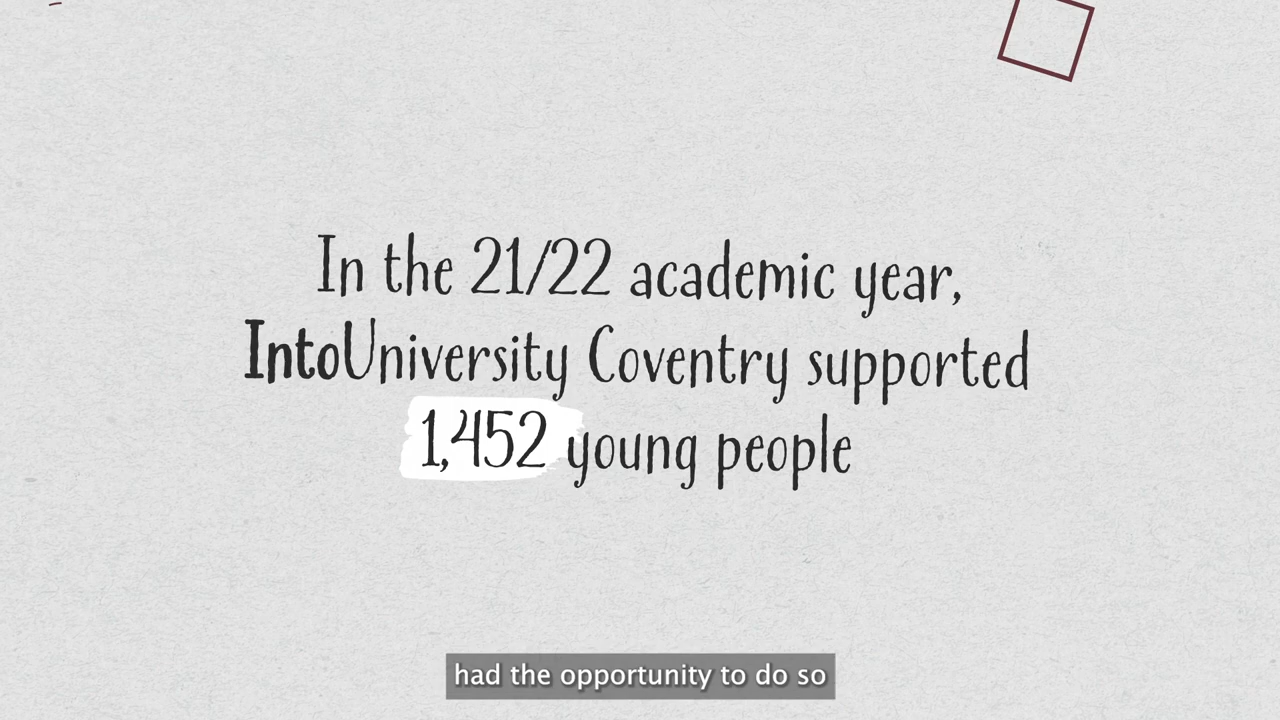 In the 21/22 academic year,
IntoUniversity Coventry supported
1,452 young people
had the opportunity to do so